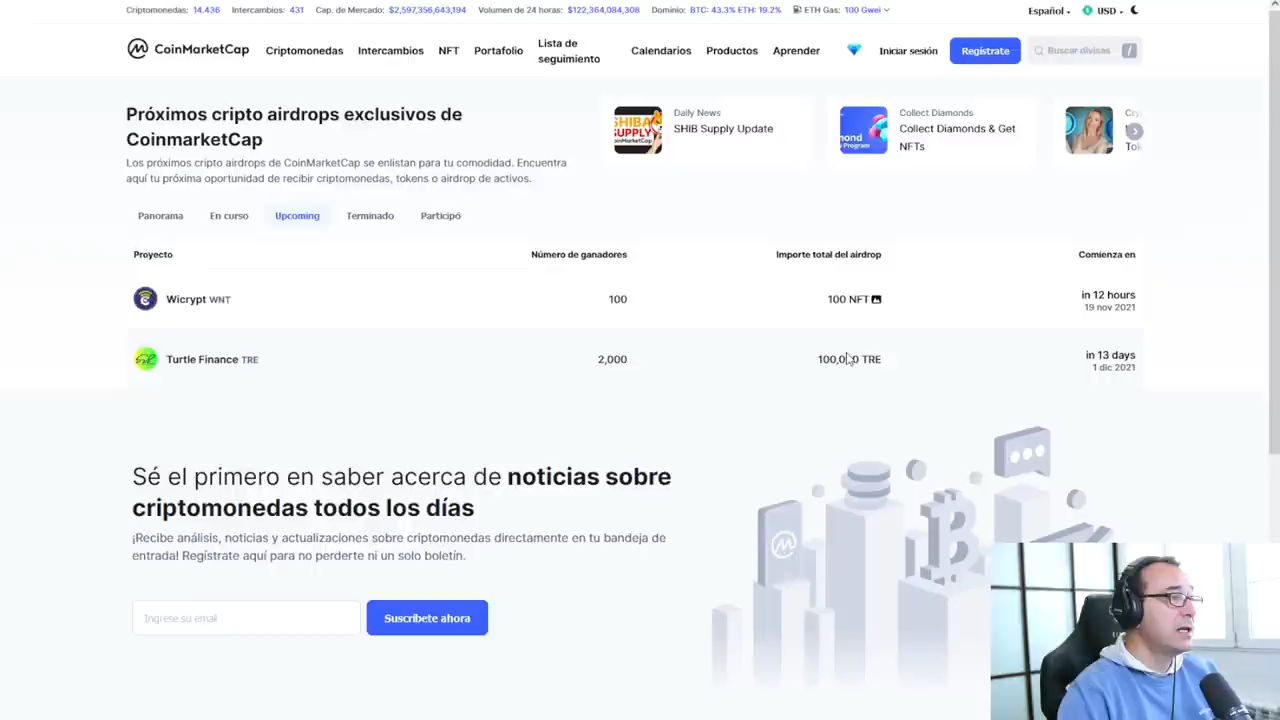 Criptomonedas: 14.436 Intercambios: 431 Cap. de Mercado: $2,597,356,643,194 Volumen de 24 horas: $122,364,084,308 Dominio: BTC: 43.3% ETH: 19.2% ETH Gas: 100 Gwei Español USD
CoinMarketCap Criptomonedas Intercambios NFT Portafolio Lista de seguimiento Calendarios Productos Aprender Iniciar sesión Regístrate Buscar divisas /
Próximos cripto airdrops exclusivos de
CoinmarketCap
Los próximos cripto airdrops de CoinMarketCap se enlistan para tu comodidad. Encuentra
aquí tu próxima oportunidad de recibir criptomonedas, tokens o airdrop de activos.
SHIBA
SUPPLY
CoinMarketCap
Daily News
SHIB Supply Update
Collect Diamonds
Collect Diamonds & Get
NFTs
Panorama En curso Upcoming Terminado Participó
Proyecto Número de ganadores Importe total del airdrop Comienza en
Wicrypt WNT 100 100 NFT in 12 hours
19 nov 2021
Turtle Finance TRE 2,000 TRE in 13 days
1 dic 2021
Sé el primero en saber acerca de noticias sobre
criptomonedas todos los días
¡Recibe análisis, noticias y actualizaciones sobre criptomonedas directamente en tu bandeja de
entrada! Regístrate aquí para no perderte ni un solo boletín.
Ingrese su email Suscríbete ahora